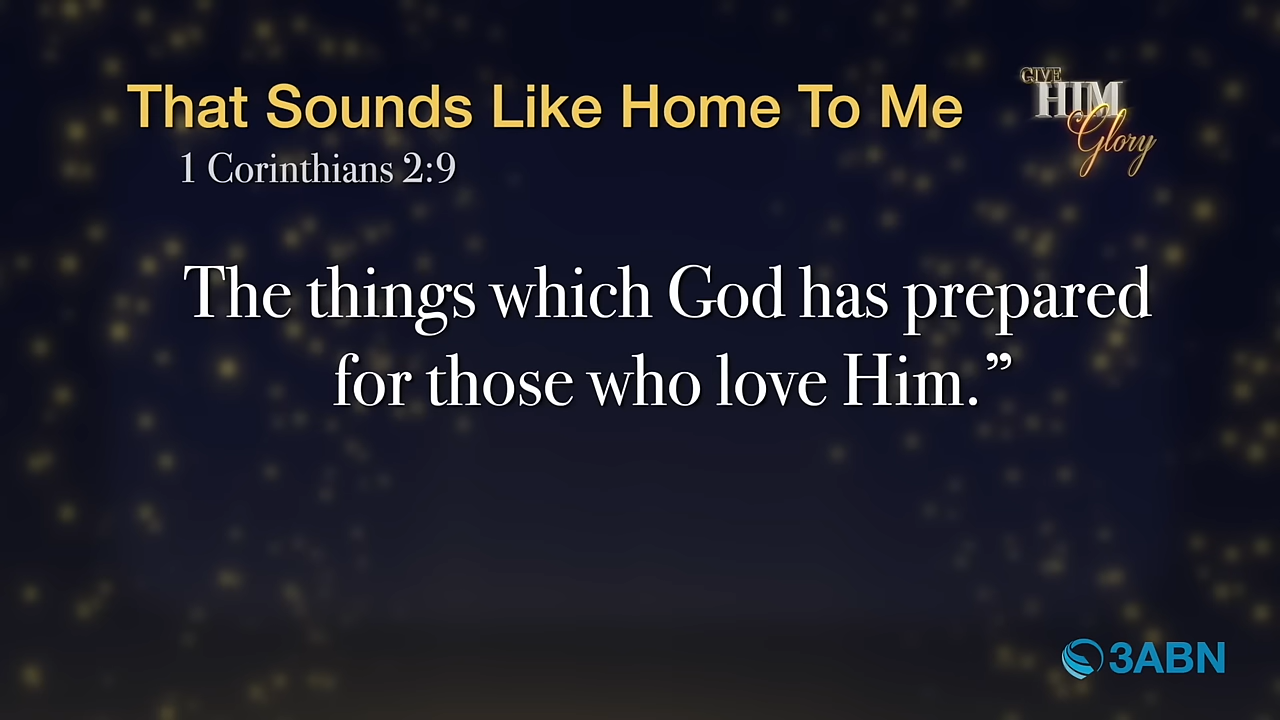 That Sounds Like Home To Me
GIVE
HIM
Glory
1 Corinthians 2:9
The things which God has prepared
for those who love Him.”
3ABN